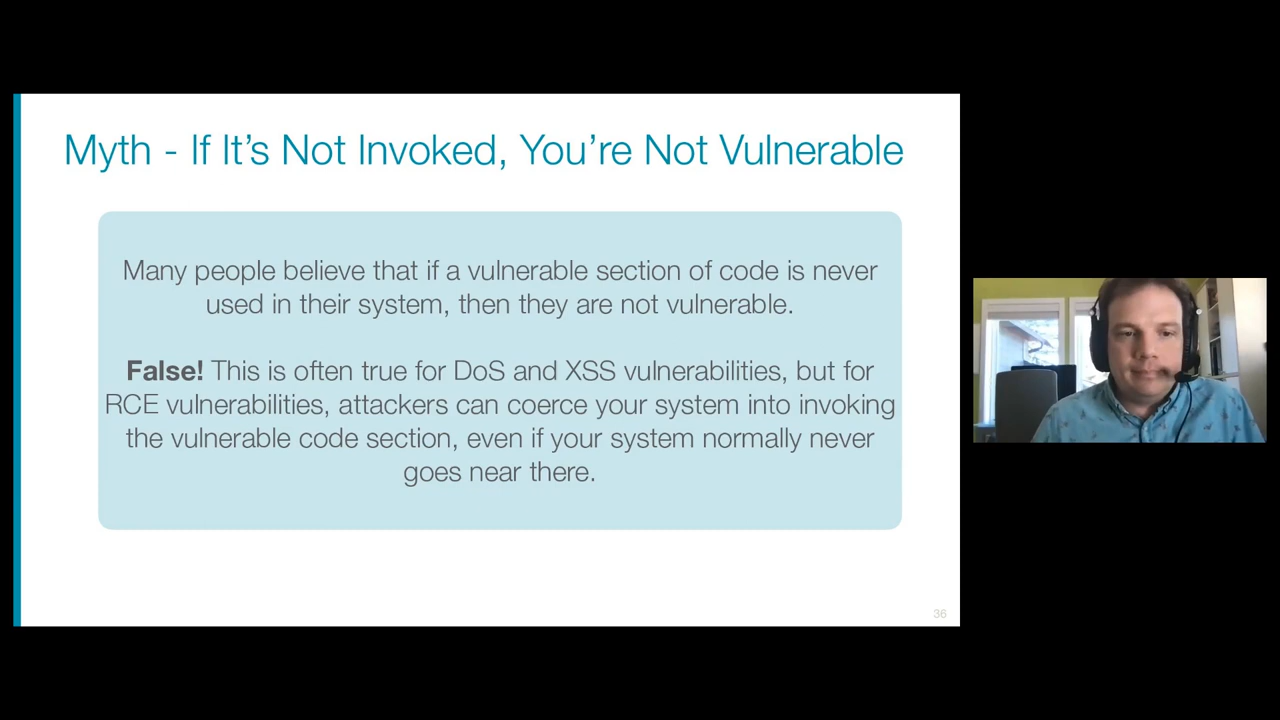 Myth - If It’s Not Invoked, You’re Not Vulnerable
Many people believe that if a vulnerable section of code is never
used in their system, then they are not vulnerable.
False! This is often true for DoS and XSS vulnerabilities, but for
RCE vulnerabilities, attackers can coerce your system into invoking
the vulnerable code section, even if your system normally never
goes near there.
36